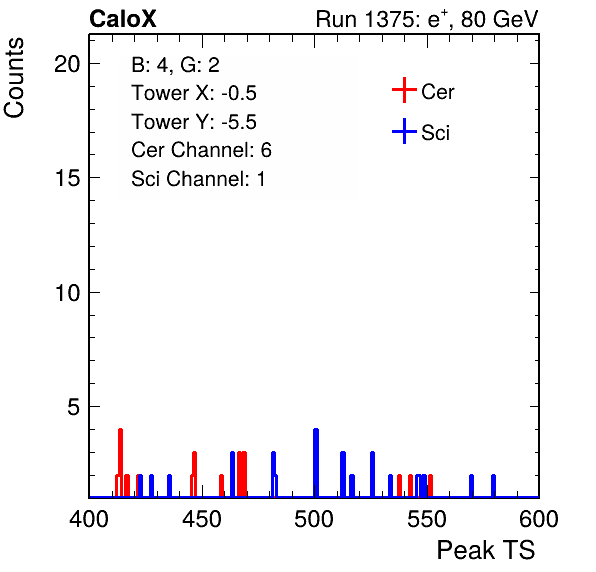 CaloX Run 1375: e⁺, 80 GeV
Counts
B: 4, G: 2
Tower X: -0.5
Tower Y: -5.5
Cer Channel: 6
Sci Channel: 1
Cer
Sci
20
15
10
5
400 450 500 550 600
Peak TS